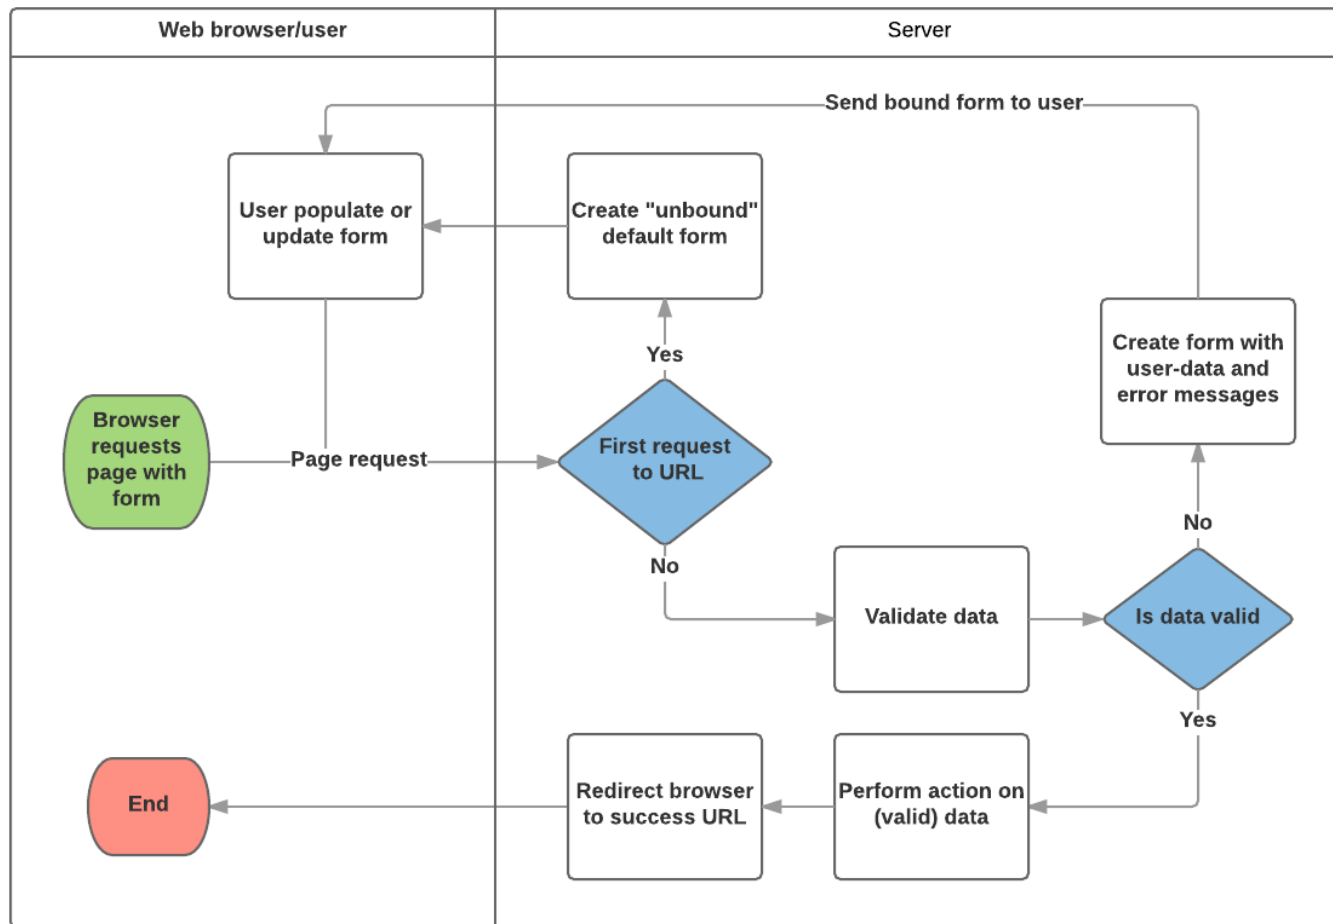 Web browser/user
Server
Send bound form to user
User populate or
update form
Create "unbound"
default form
Create form with
user-data and
error messages
Yes
Browser
requests
page with
form
Page request
First request
to URL
No
No
Validate data
Is data valid
Yes
End
Redirect browser
to success URL
Perform action on
(valid) data